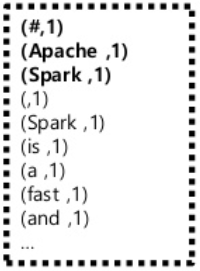 (#,1)
(Apache ,1)
(Spark ,1)
(,1)
(Spark ,1)
(is ,1)
(a ,1)
(fast ,1)
(and ,1)
...